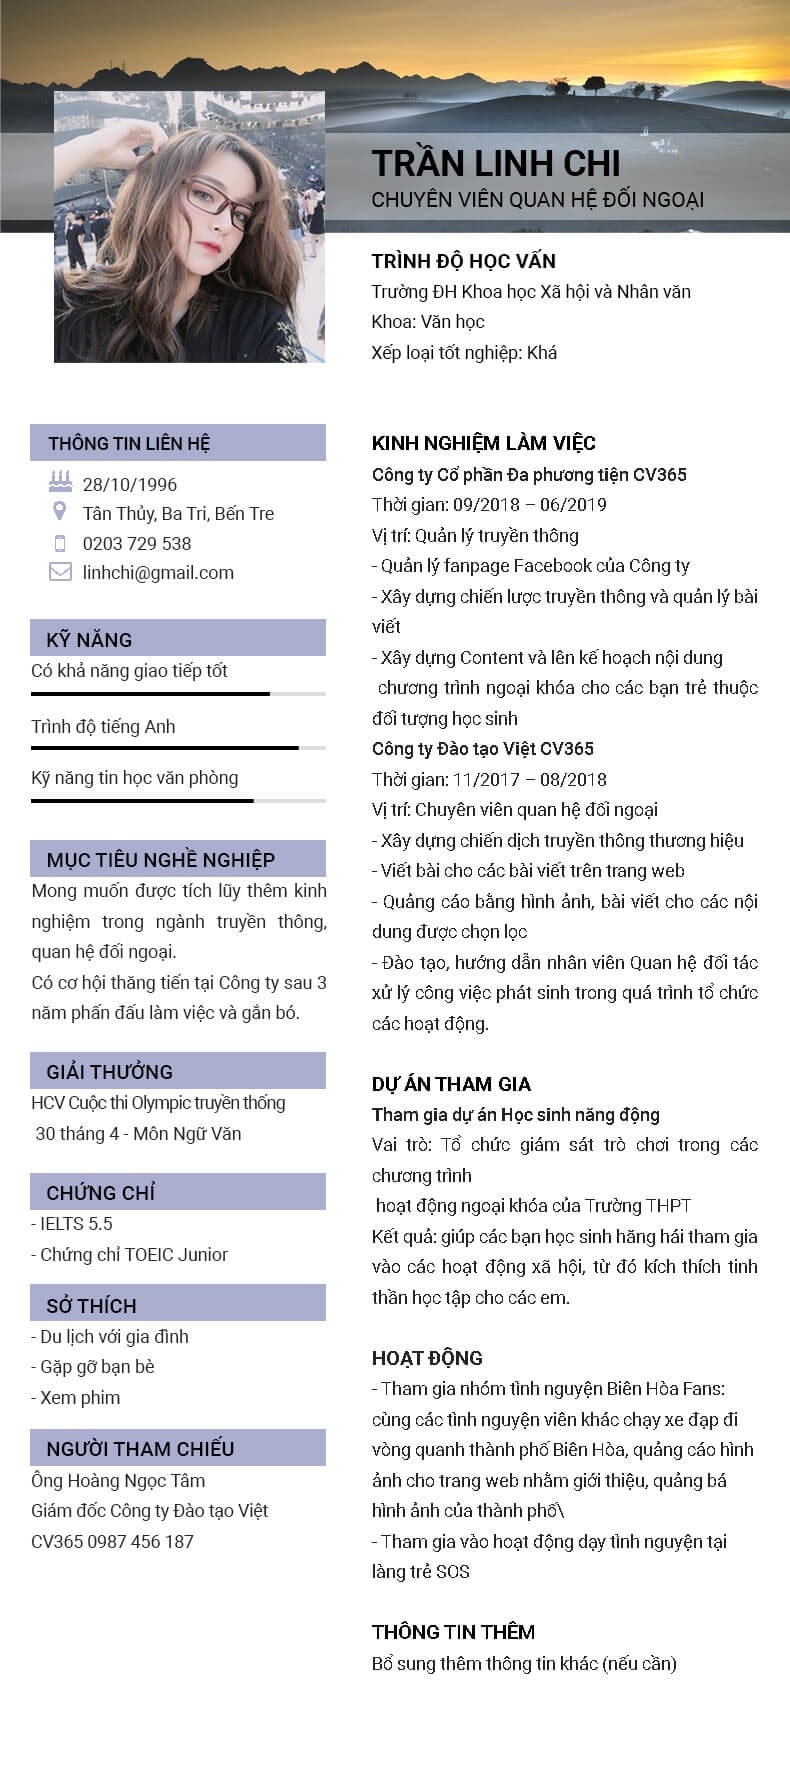 TRẦN LINH CHI
CHUYÊN VIÊN QUAN HỆ ĐỐI NGOẠI
TRÌNH ĐỘ HỌC VẤN
Trường ĐH Khoa học Xã hội và Nhân văn
Khoa: Văn học
Xếp loại tốt nghiệp: Khá
THÔNG TIN LIÊN HỆ
28/10/1996
Tân Thủy, Ba Tri, Bến Tre
0203 729 538
linhchi@gmail.com
KỸ NĂNG
Có khả năng giao tiếp tốt
Trình độ tiếng Anh
Kỹ năng tin học văn phòng
MỤC TIÊU NGHỀ NGHIỆP
Mong muốn được tích lũy thêm kinh
nghiệm trong ngành truyền thông,
quan hệ đối ngoại.
Có cơ hội thăng tiến tại Công ty sau 3
năm phấn đấu làm việc và gắn bó.
GIẢI THƯỞNG
HCV Cuộc thi Olympic truyền thống
30 tháng 4 - Môn Ngữ Văn
CHỨNG CHỈ
- IELTS 5.5
- Chứng chỉ TOEIC Junior
SỞ THÍCH
- Du lịch với gia đình
- Gặp gỡ bạn bè
- Xem phim
NGƯỜI THAM CHIẾU
Ông Hoàng Ngọc Tâm
Giám đốc Công ty Đào tạo Việt
CV365 0987 456 187
KINH NGHIỆM LÀM VIỆC
Công ty Cổ phần Đa phương tiện CV365
Thời gian: 09/2018 – 06/2019
Vị trí: Quản lý truyền thông
- Quản lý fanpage Facebook của Công ty
- Xây dựng chiến lược truyền thông và quản lý bài
viết
- Xây dựng Content và lên kế hoạch nội dung
chương trình ngoại khóa cho các bạn trẻ thuộc
đối tượng học sinh
Công ty Đào tạo Việt CV365
Thời gian: 11/2017 – 08/2018
Vị trí: Chuyên viên quan hệ đối ngoại
- Xây dựng chiến dịch truyền thông thương hiệu
- Viết bài cho các bài viết trên trang web
- Quảng cáo bằng hình ảnh, bài viết cho các nội
dung được chọn lọc
- Đào tạo, hướng dẫn nhân viên Quan hệ đối tác
xử lý công việc phát sinh trong quá trình tổ chức
các hoạt động.
DỰ ÁN THAM GIA
Tham gia dự án Học sinh năng động
Vai trò: Tổ chức giám sát trò chơi trong các
chương trình
hoạt động ngoại khóa của Trường THPT
Kết quả: giúp các bạn học sinh hăng hái tham gia
vào các hoạt động xã hội, từ đó kích thích tinh
thần học tập cho các em.
HOẠT ĐỘNG
- Tham gia nhóm tình nguyện Biên Hòa Fans:
cùng các tình nguyện viên khác chạy xe đạp đi
vòng quanh thành phố Biên Hòa, quảng cáo hình
ảnh cho trang web nhằm giới thiệu, quảng bá
hình ảnh của thành phố\
- Tham gia vào hoạt động dạy tình nguyện tại
làng trẻ SOS
THÔNG TIN THÊM
Bổ sung thêm thông tin khác (nếu cần)